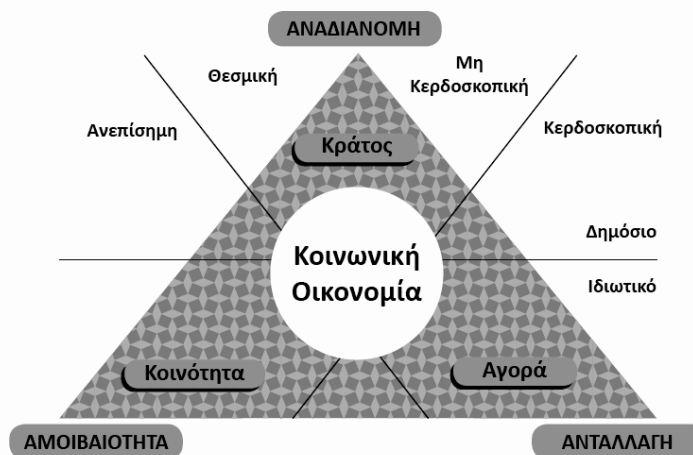 ΑΝΑΔΙΑΝΟΜΗ
Θεσμική
Μη
Κερδοσκοπική
Ανεπίσημη
Κερδοσκοπική
Κράτος
Δημόσιο
Κοινωνική
Οικονομία
Ιδιωτικό
Κοινότητα
Αγορά
ΑΜΟΙΒΑΙΟΤΗΤΑ
ΑΝΤΑΛΛΑΓΗ